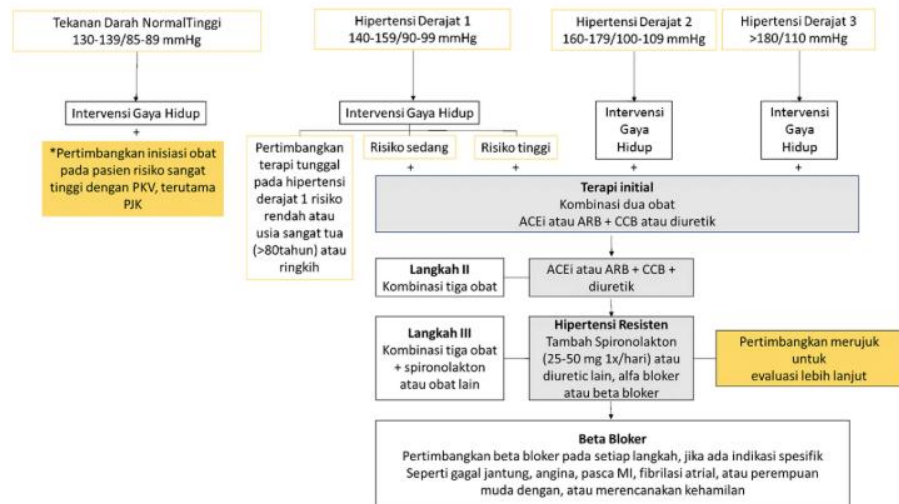 Tekanan Darah NormalTinggi
130-139/85-89 mmHg
Hipertensi Derajat 1
140-159/90-99 mmHg
Hipertensi Derajat 2
160-179/100-109 mmHg
Hipertensi Derajat 3
>180/110 mmHg
Intervensi Gaya Hidup
+
*Pertimbangkan inisiasi obat
pada pasien risiko sangat
tinggi dengan PKV, terutama
PJK
Intervensi Gaya Hidup
Pertimbangkan
terapi tunggal
pada hipertensi
derajat 1 risiko
rendah atau
usia sangat tua
(>80tahun) atau
ringkih
Risiko sedang
+
Risiko tinggi
+
Intervensi
Gaya
Hidup
+
Intervensi
Gaya
Hidup
+
Terapi initial
Kombinasi dua obat
ACEi atau ARB + CCB atau diuretik
Langkah II
Kombinasi tiga obat
ACEi atau ARB + CCB +
diuretik
Langkah III
Kombinasi tiga obat
+ spironolakton
atau obat lain
Hipertensi Resisten
Tambah Spironolakton
(25-50 mg 1x/hari) atau
diuretic lain, alfa bloker
atau beta bloker
Pertimbangkan merujuk
untuk
evaluasi lebih lanjut
Beta Bloker
Pertimbangkan beta bloker pada setiap langkah, jika ada indikasi spesifik
Seperti gagal jantung, angina, pasca MI, fibrilasi atrial, atau perempuan
muda dengan, atau merencanakan kehamilan